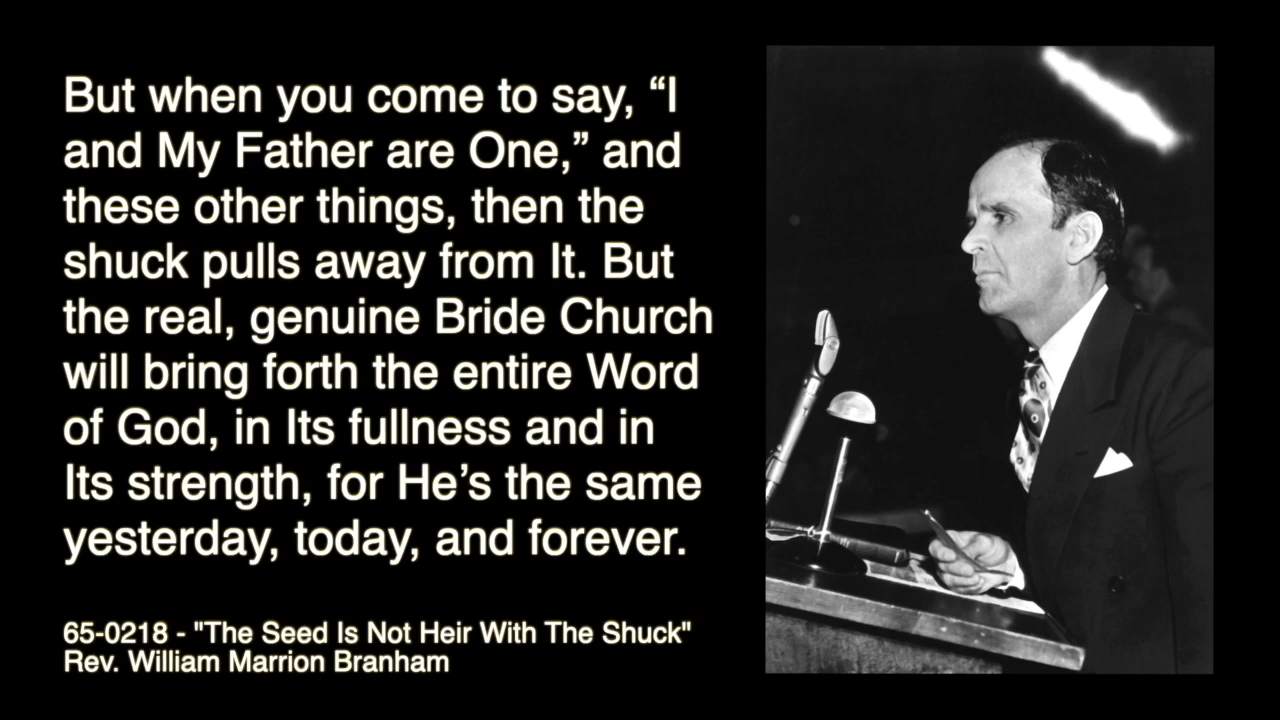 But when you come to say, “I
and My Father are One,” and
these other things, then the
shuck pulls away from It. But
the real, genuine Bride Church
will bring forth the entire Word
of God, in Its fullness and in
Its strength, for He’s the same
yesterday, today, and forever.
65-0218 - "The Seed Is Not Heir With The Shuck"
Rev. William Marrion Branham